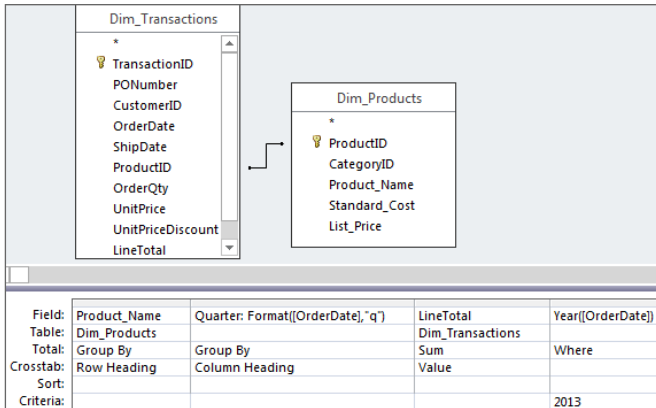 Dim_Transactions
*
TransactionID
PONumber
CustomerID
OrderDate
ShipDate
ProductID
OrderQty
UnitPrice
UnitPriceDiscount
LineTotal
Dim_Products
*
ProductID
CategoryID
Product_Name
Standard_Cost
List_Price
Field: Product_Name Quarter: Format([OrderDate],"q") LineTotal Year([OrderDate])
Table: Dim_Products Dim_Transactions
Total: Group By Group By Sum Where
Crosstab: Row Heading Column Heading Value
Sort:
Criteria: 2013